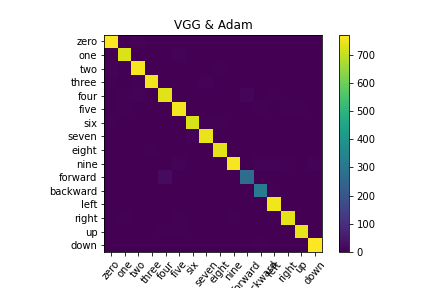 VGG & Adam
zero
one
two
three
four
five
six
seven
eight
nine
forward
backward
left
right
up
down
700
600
500
400
300
200
100
0
zero one two three four five six seven eight nine up right down